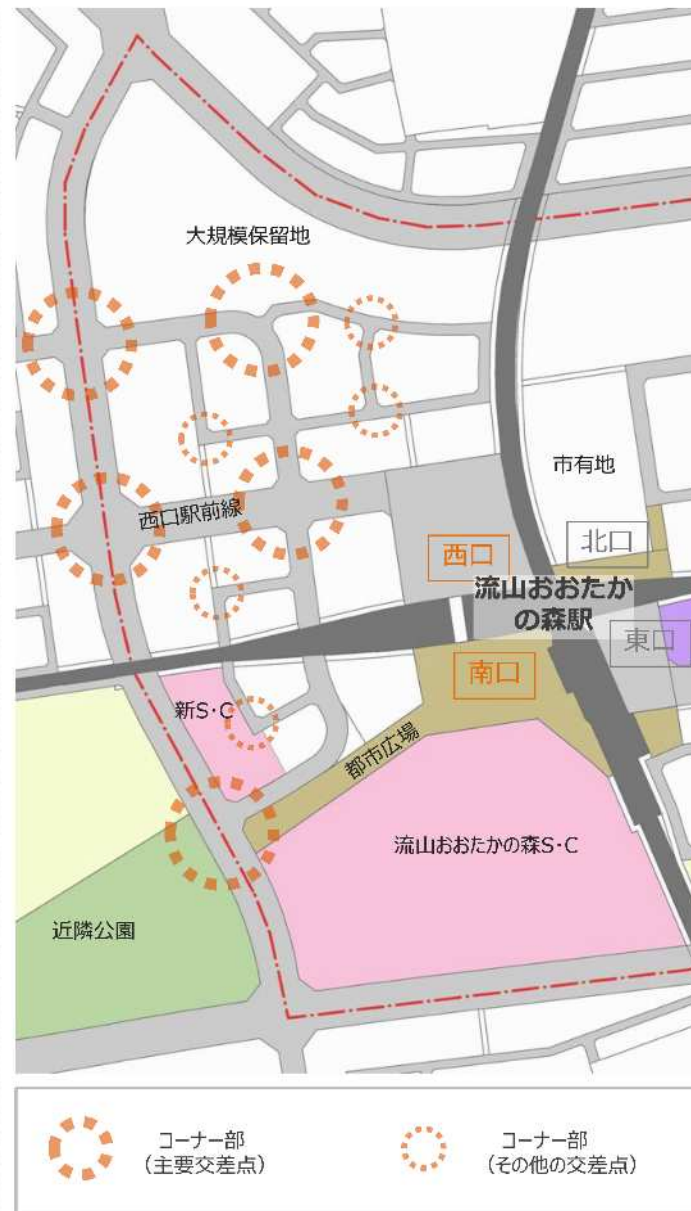 大規模保留地
市有地
西口駅前線
北口
西口
流山おおたか
の森駅
東口
南口
新S・C
都市広場
流山おおたかの森S・C
近隣公園
コーナー部
(主要交差点)
コーナー部
(その他の交差点)